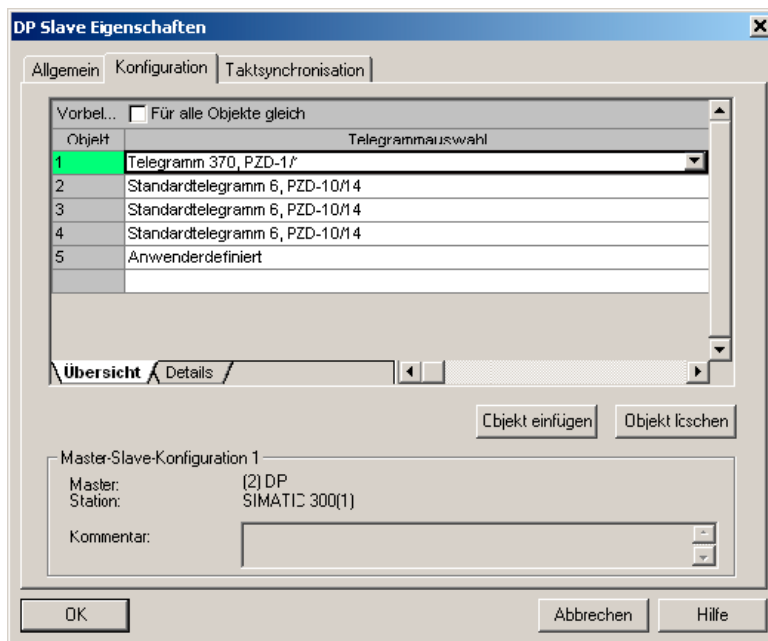 DP Slave Eigenschaften
Allgemein Konfiguration Taktsynchronisation
Vorbel... Für alle Objekte gleich
Objekt Telegrammauswahl
1 Telegramm 370, PZD-1/*
2 Standardtelegramm 6, PZD-10/14
3 Standardtelegramm 6, PZD-10/14
4 Standardtelegramm 6, PZD-10/14
5 Anwenderdefiniert
Übersicht Details
Objekt einfügen Objekt löschen
Master-Slave-Konfiguration 1
Master: (2) DP
Station: SIMATIC 300(1)
Kommentar:
OK Abbrechen Hilfe